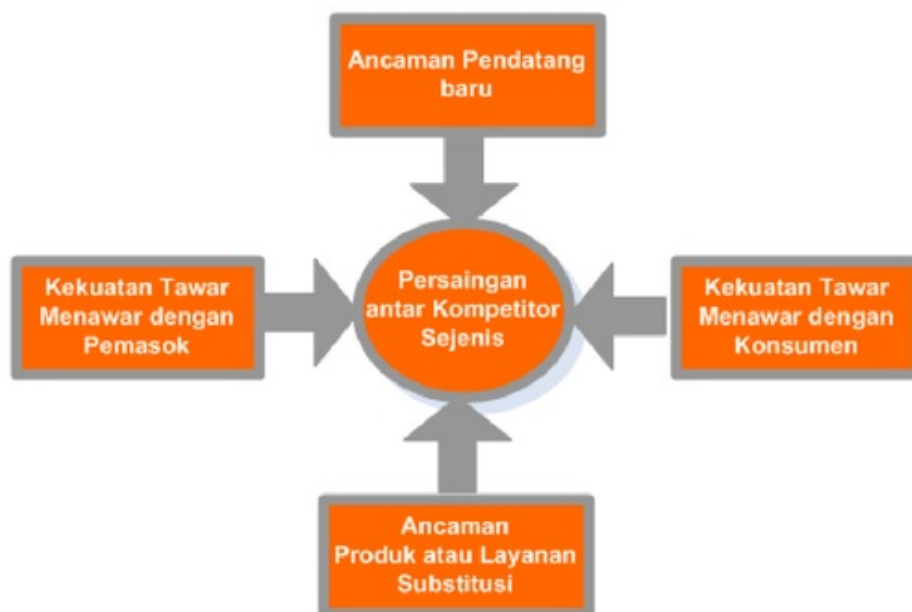 Ancaman Pendatang
baru
Kekuatan Tawar
Menawar dengan
Pemasok
Persaingan
antar Kompetitor
Sejenis
Kekuatan Tawar
Menawar dengan
Konsumen
Ancaman
Produk atau Layanan
Substitusi